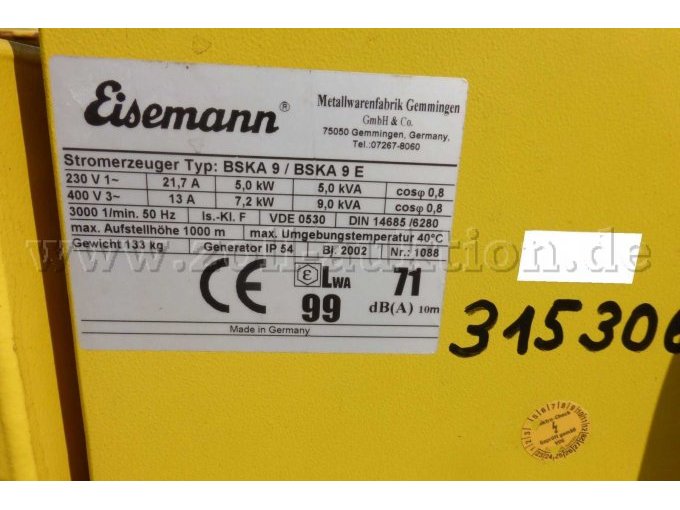 Eisemann®
Metallwarenfabrik Gemmingen
GmbH & Co.
75050 Gemmingen, Germany,
Tel.:07267-8060
Stromerzeuger Typ: BSKA 9 / BSKA 9 E
230 V 1~ 21,7 A 5,0 kW 5,0 kVA cosφ 0,8
400 V 3~ 13 A 7,2 kW 9,0 kVA cosφ 0,8
3000 1/min. 50 Hz Is.-Kl. F VDE 0530 DIN 14685 /6280
max. Aufstellhöhe 1000 m max. Umgebungstemperatur 40°C
Gewicht 133 kg Generator IP 54 Bj. 2002 Nr.: 1088
www.zoll-auktion.de
CE ε LWA 71
99 dB(A) 10m
Made in Germany
315306